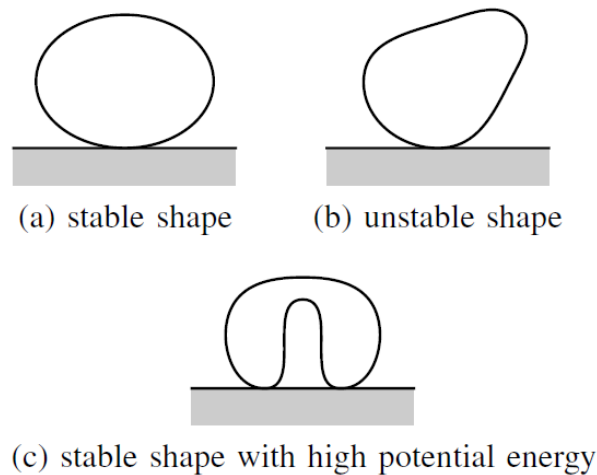 (a) stable shape
(b) unstable shape
(c) stable shape with high potential energy